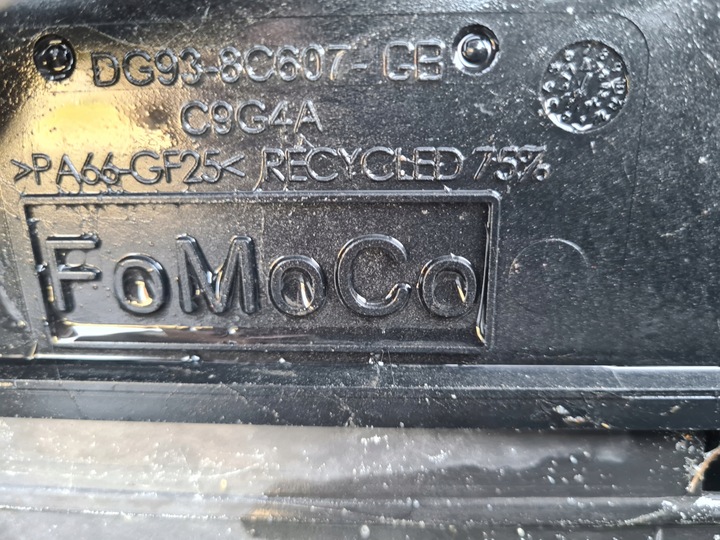 DG93-8C607-GB
C9G4A
>PA66-GF25< RECYCLED 75%
FoMoCo